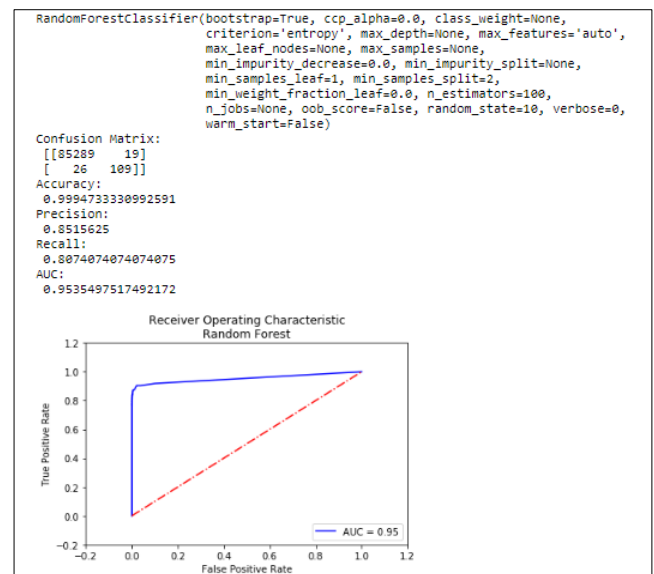 RandomForestClassifier(bootstrap=True, ccp_alpha=0.0, class_weight=None,
criterion='entropy', max_depth=None, max_features='auto',
max_leaf_nodes=None, max_samples=None,
min_impurity_decrease=0.0, min_impurity_split=None,
min_samples_leaf=1, min_samples_split=2,
min_weight_fraction_leaf=0.0, n_estimators=100,
n_jobs=None, oob_score=False, random_state=10, verbose=0,
warm_start=False)
Confusion Matrix:
[[85289 19]
[ 26 109]]
Accuracy:
0.9994733330992591
Precision:
0.8515625
Recall:
0.8074074074074075
AUC:
0.9535497517492172
Receiver Operating Characteristic
Random Forest
1.2
1.0
0.8
0.6
0.4
0.2
0.0
−0.2
True Positive Rate
AUC = 0.95
−0.2 0.0 0.2 0.4 0.6 0.8 1.0 1.2
False Positive Rate